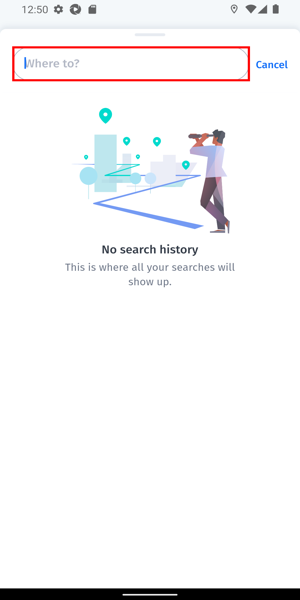 12:50
Where to?
Cancel
No search history
This is where all your searches will
show up.